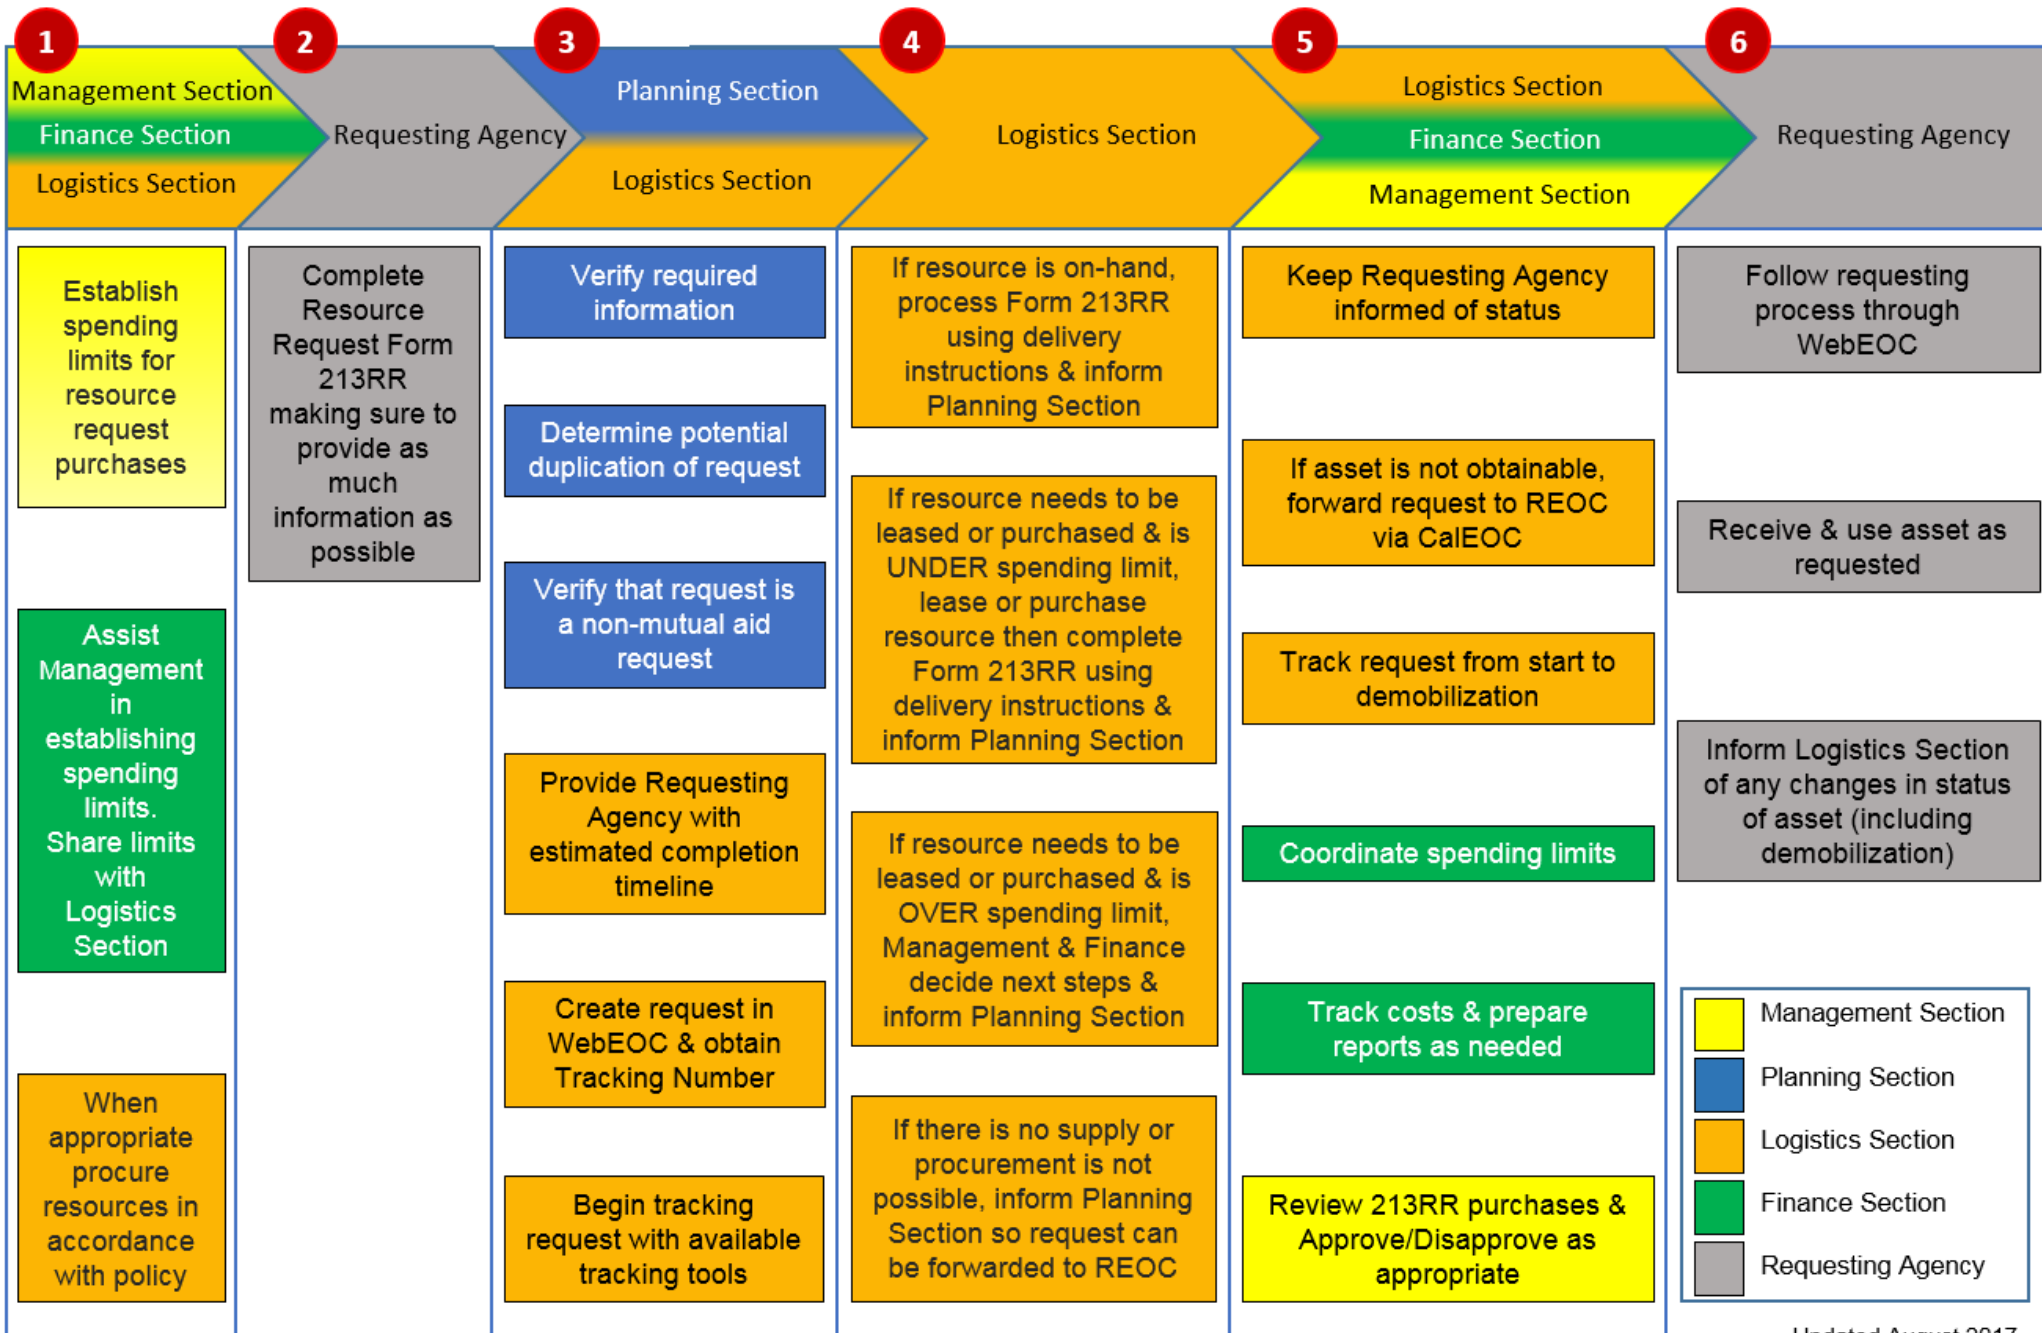 1
2
3
4
5
6
Management Section
Finance Section
Logistics Section
Requesting Agency
Planning Section
Logistics Section
Logistics Section
Logistics Section
Finance Section
Management Section
Requesting Agency
Establish
spending
limits for
resource
request
purchases
Assist
Management
in
establishing
spending
limits.
Share limits
with
Logistics
Section
When
appropriate
procure
resources in
accordance
with policy
Complete
Resource
Request Form
213RR
making sure to
provide as
much
information as
possible
Verify required
information
Determine potential
duplication of request
Verify that request is
a non-mutual aid
request
Provide Requesting
Agency with
estimated completion
timeline
Create request in
WebEOC & obtain
Tracking Number
Begin tracking
request with available
tracking tools
If resource is on-hand,
process Form 213RR
using delivery
instructions & inform
Planning Section
If resource needs to be
leased or purchased & is
UNDER spending limit,
lease or purchase
resource then complete
Form 213RR using
delivery instructions &
inform Planning Section
If resource needs to be
leased or purchased & is
OVER spending limit,
Management & Finance
decide next steps &
inform Planning Section
If there is no supply or
procurement is not
possible, inform Planning
Section so request can
be forwarded to REOC
Keep Requesting Agency
informed of status
If asset is not obtainable,
forward request to REOC
via CalEOC
Track request from start to
demobilization
Coordinate spending limits
Track costs & prepare
reports as needed
Review 213RR purchases &
Approve/Disapprove as
appropriate
Follow requesting
process through
WebEOC
Receive & use asset as
requested
Inform Logistics Section
of any changes in status
of asset (including
demobilization)
Management Section
Planning Section
Logistics Section
Finance Section
Requesting Agency
Updated August 2017